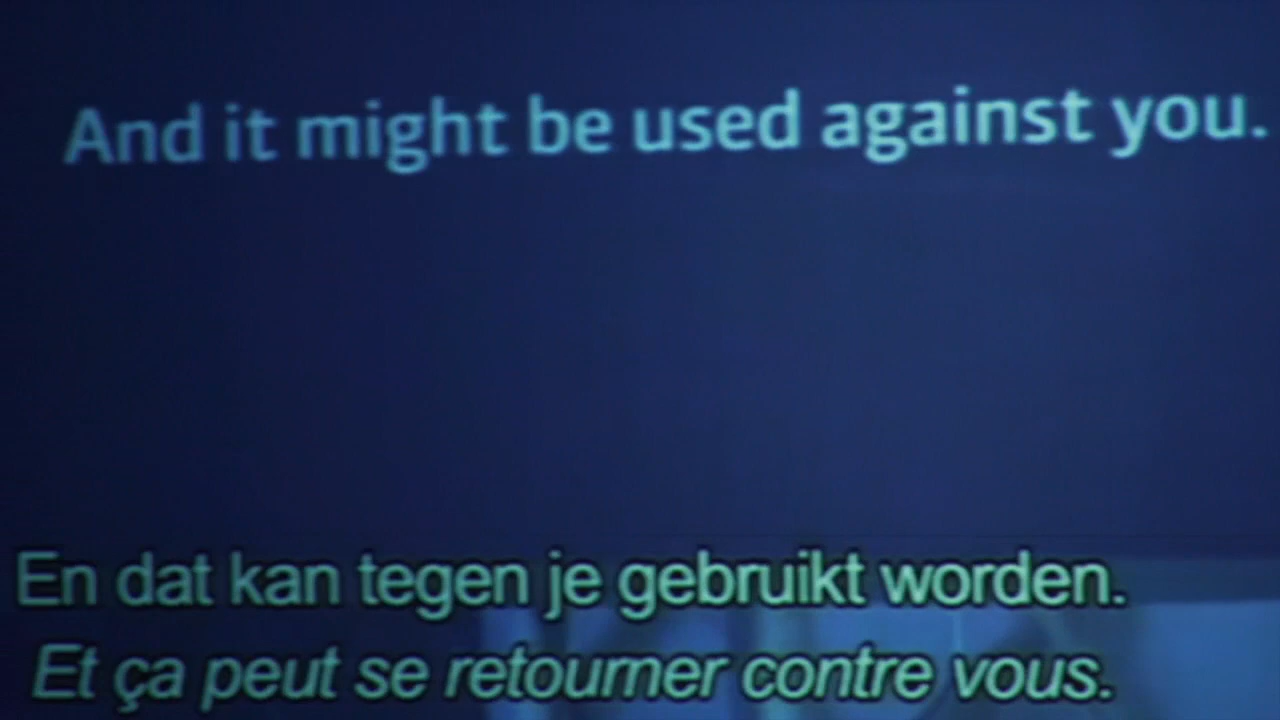 And it might be used against you.
En dat kan tegen je gebruikt worden.
Et ça peut se retourner contre vous.